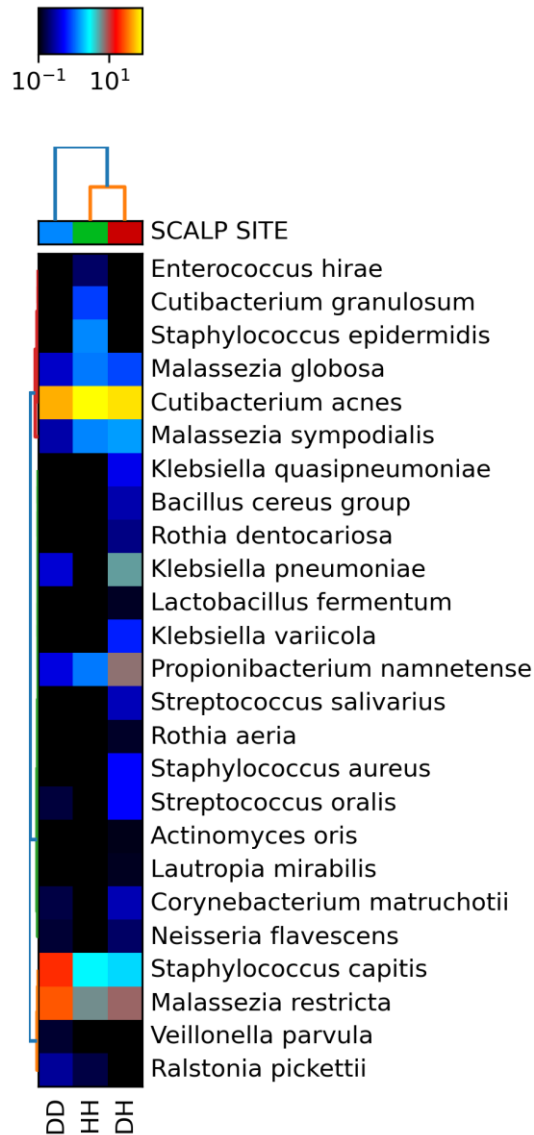 10⁻¹ 10¹
SCALP SITE
Enterococcus hirae
Cutibacterium granulosum
Staphylococcus epidermidis
Malassezia globosa
Cutibacterium acnes
Malassezia sympodialis
Klebsiella quasipneumoniae
Bacillus cereus group
Rothia dentocariosa
Klebsiella pneumoniae
Lactobacillus fermentum
Klebsiella variicola
Propionibacterium namnetense
Streptococcus salivarius
Rothia aeria
Staphylococcus aureus
Streptococcus oralis
Actinomyces oris
Lautropia mirabilis
Corynebacterium matruchotii
Neisseria flavescens
Staphylococcus capitis
Malassezia restricta
Veillonella parvula
Ralstonia pickettii
DD HH DH